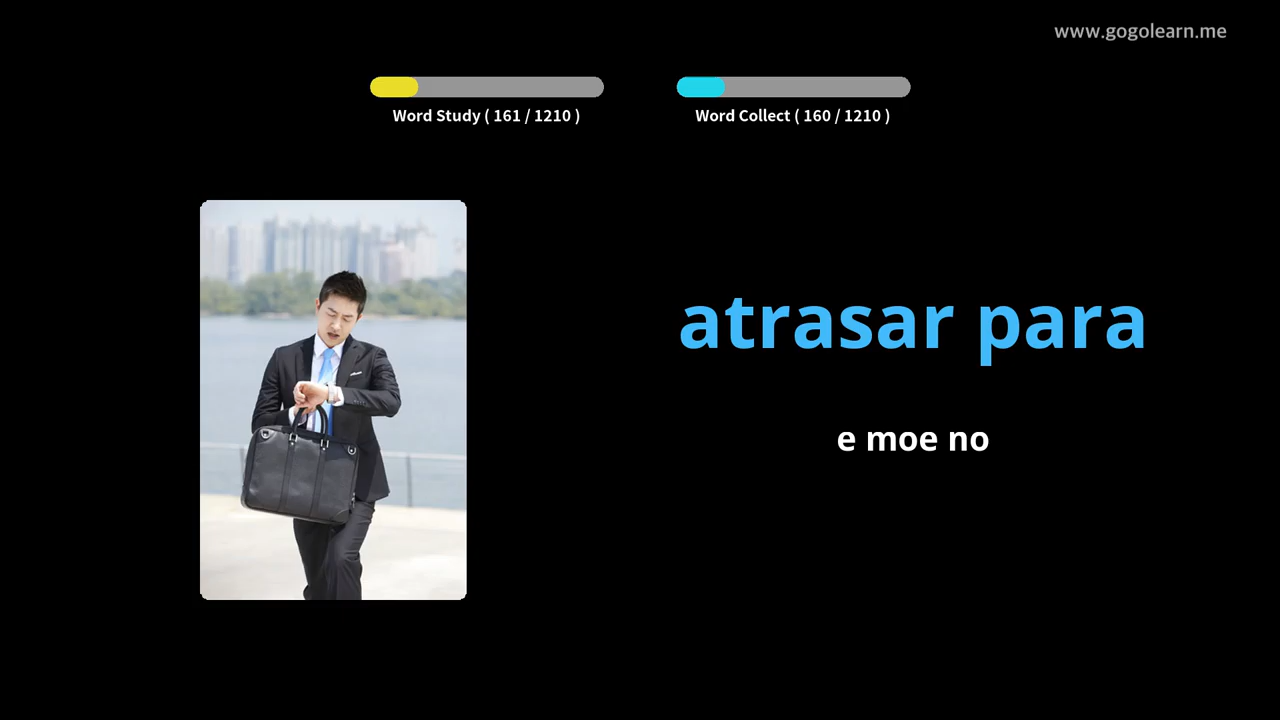 www.gogolearn.me
Word Study ( 161 / 1210 )
Word Collect ( 160 / 1210 )
atrasar para
e moe no